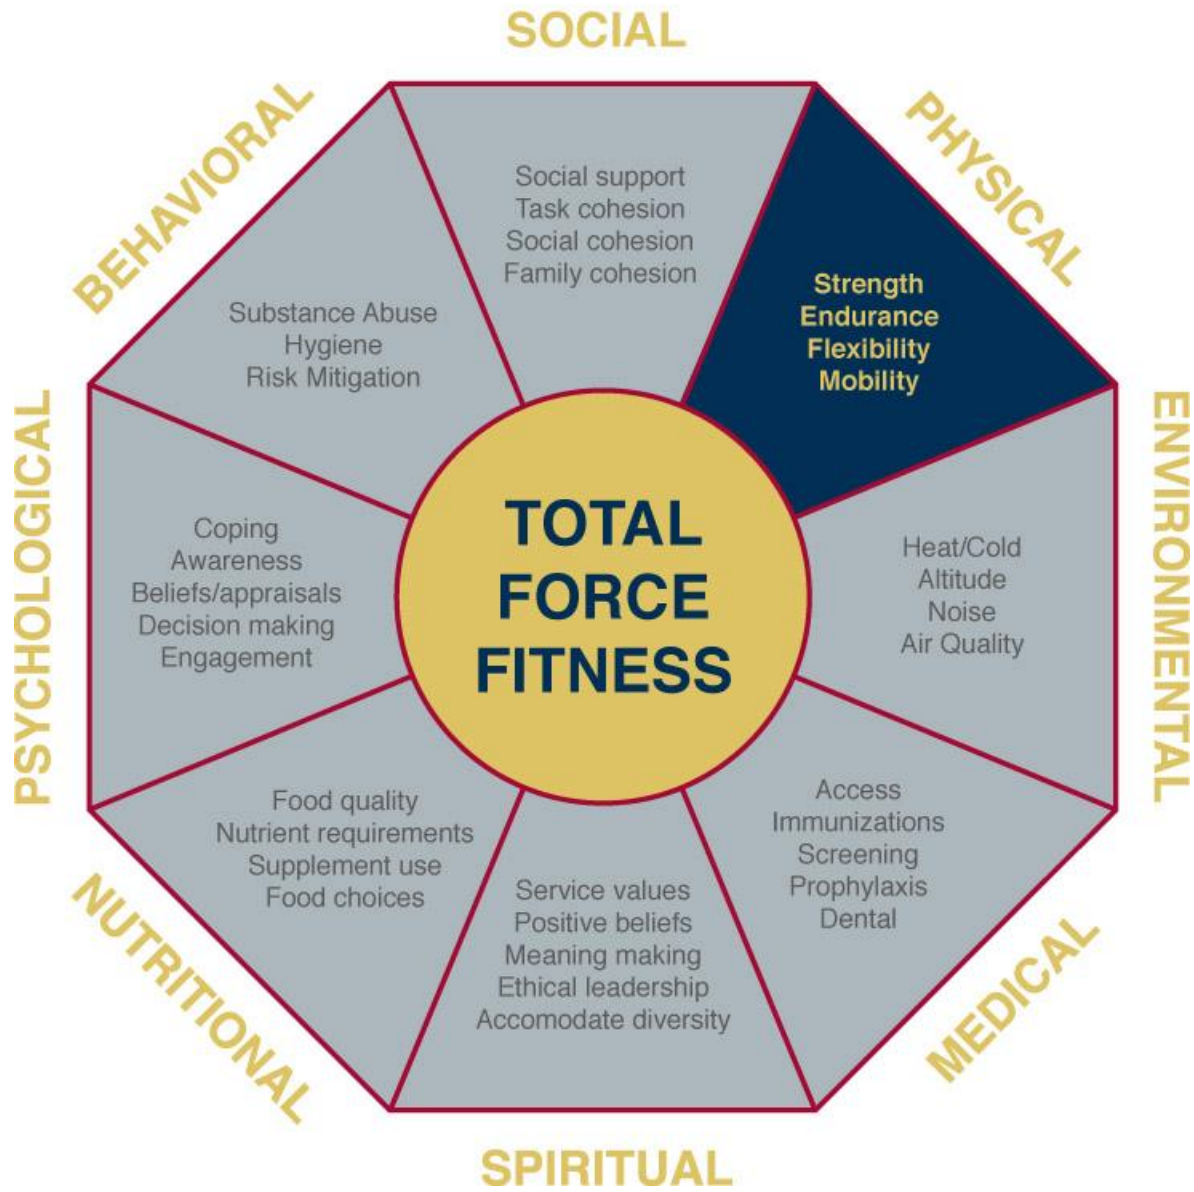 SOCIAL
Social support
Task cohesion
Social cohesion
Family cohesion
PHYSICAL
Strength
Endurance
Flexibility
Mobility
ENVIRONMENTAL
Heat/Cold
Altitude
Noise
Air Quality
MEDICAL
Access
Immunizations
Screening
Prophylaxis
Dental
SPIRITUAL
Service values
Positive beliefs
Meaning making
Ethical leadership
Accomodate diversity
NUTRITIONAL
Food quality
Nutrient requirements
Supplement use
Food choices
PSYCHOLOGICAL
Coping
Awareness
Beliefs/appraisals
Decision making
Engagement
BEHAVIORAL
Substance Abuse
Hygiene
Risk Mitigation
TOTAL
FORCE
FITNESS